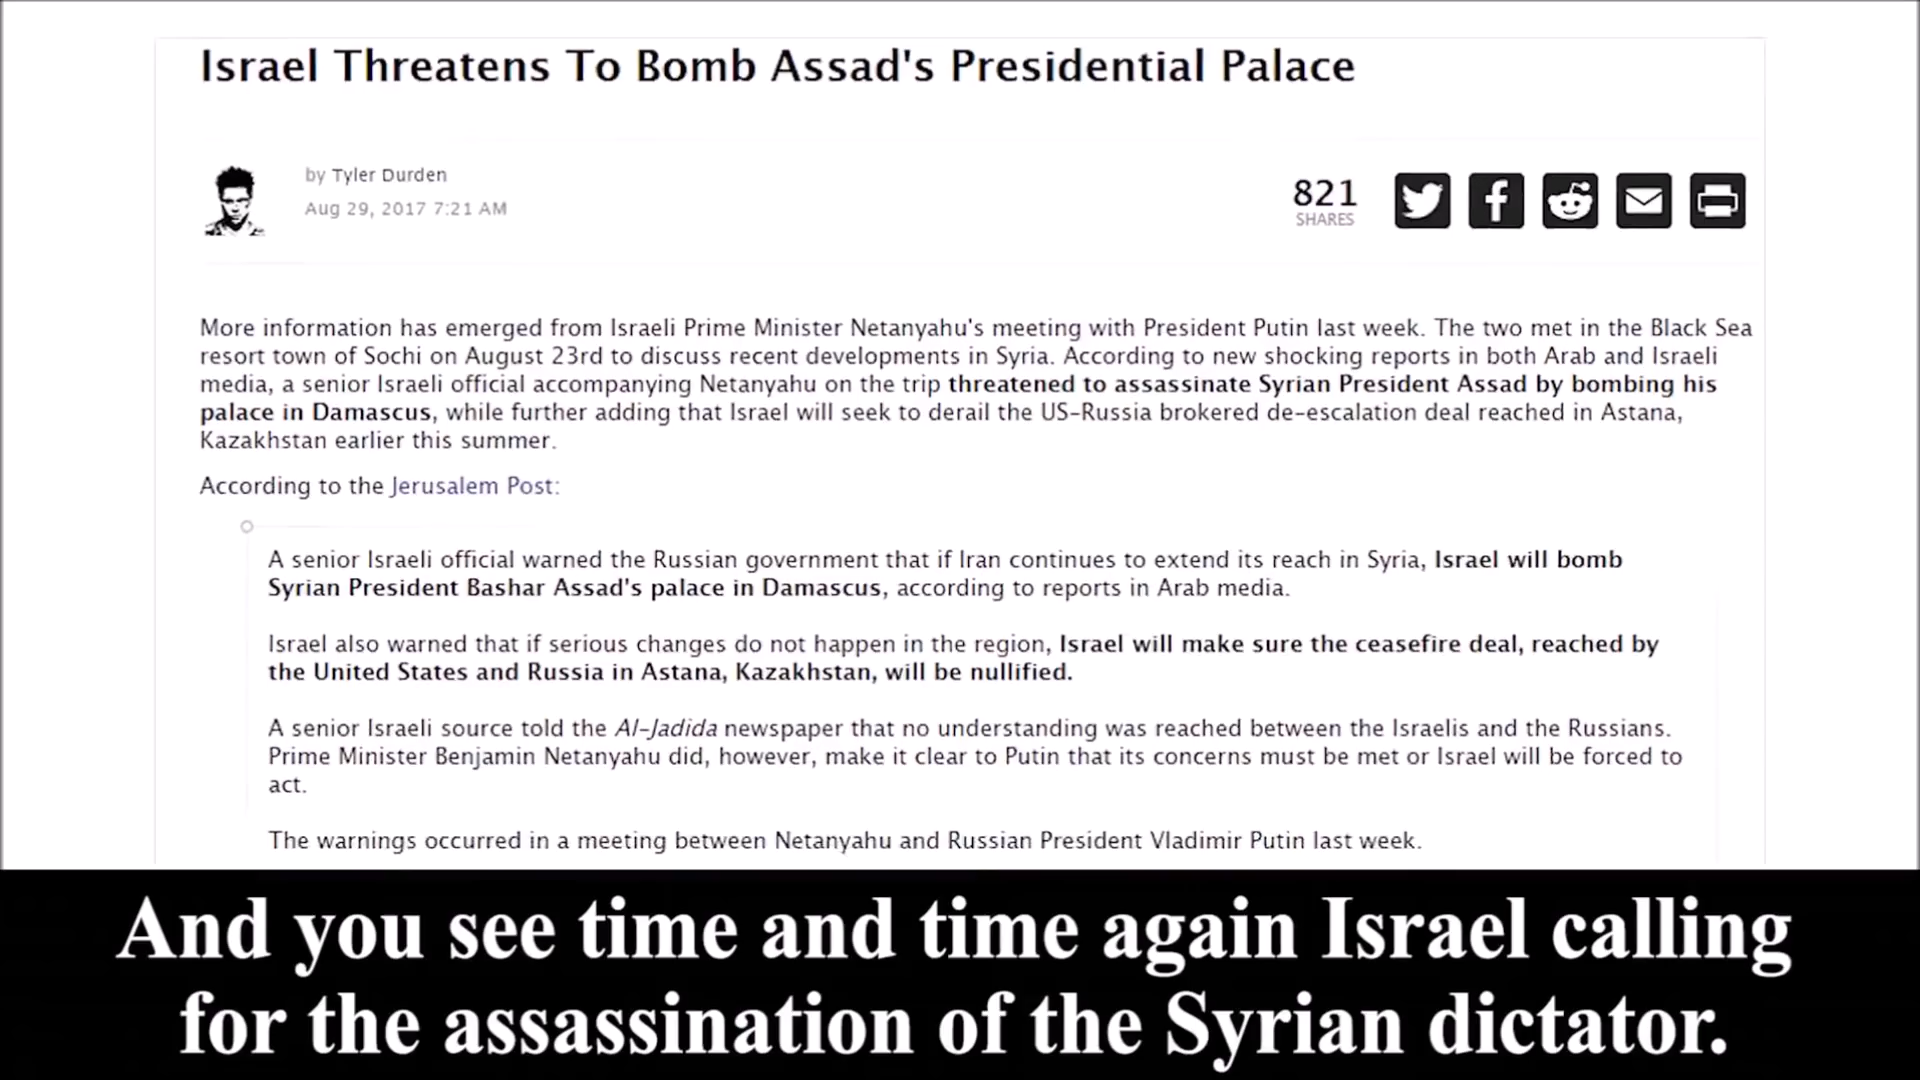 Israel Threatens To Bomb Assad's Presidential Palace
by Tyler Durden
Aug 29, 2017 7:21 AM
821
SHARES
More information has emerged from Israeli Prime Minister Netanyahu's meeting with President Putin last week. The two met in the Black Sea
resort town of Sochi on August 23rd to discuss recent developments in Syria. According to new shocking reports in both Arab and Israeli
media, a senior Israeli official accompanying Netanyahu on the trip threatened to assassinate Syrian President Assad by bombing his
palace in Damascus, while further adding that Israel will seek to derail the US-Russia brokered de-escalation deal reached in Astana,
Kazakhstan earlier this summer.
According to the Jerusalem Post:
A senior Israeli official warned the Russian government that if Iran continues to extend its reach in Syria, Israel will bomb
Syrian President Bashar Assad's palace in Damascus, according to reports in Arab media.
Israel also warned that if serious changes do not happen in the region, Israel will make sure the ceasefire deal, reached by
the United States and Russia in Astana, Kazakhstan, will be nullified.
A senior Israeli source told the Al-Jadida newspaper that no understanding was reached between the Israelis and the Russians.
Prime Minister Benjamin Netanyahu did, however, make it clear to Putin that its concerns must be met or Israel will be forced to
act.
The warnings occurred in a meeting between Netanyahu and Russian President Vladimir Putin last week.
And you see time and time again Israel calling
for the assassination of the Syrian dictator.